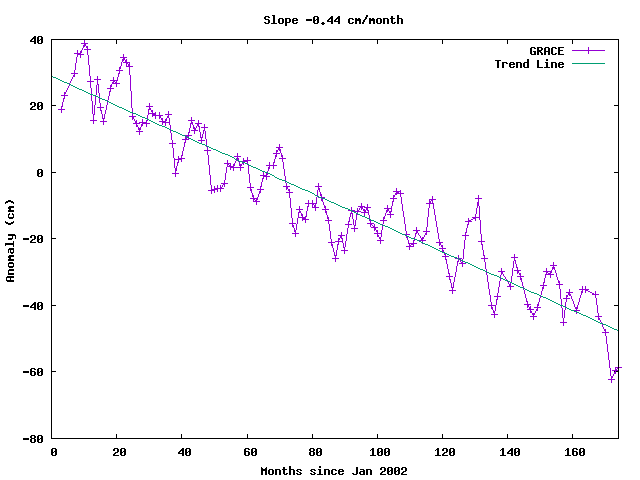 Slope -0.44 cm/month
GRACE
Trend Line
40
20
0
-20
-40
-60
-80
Anomaly (cm)
0 20 40 60 80 100 120 140 160
Months since Jan 2002